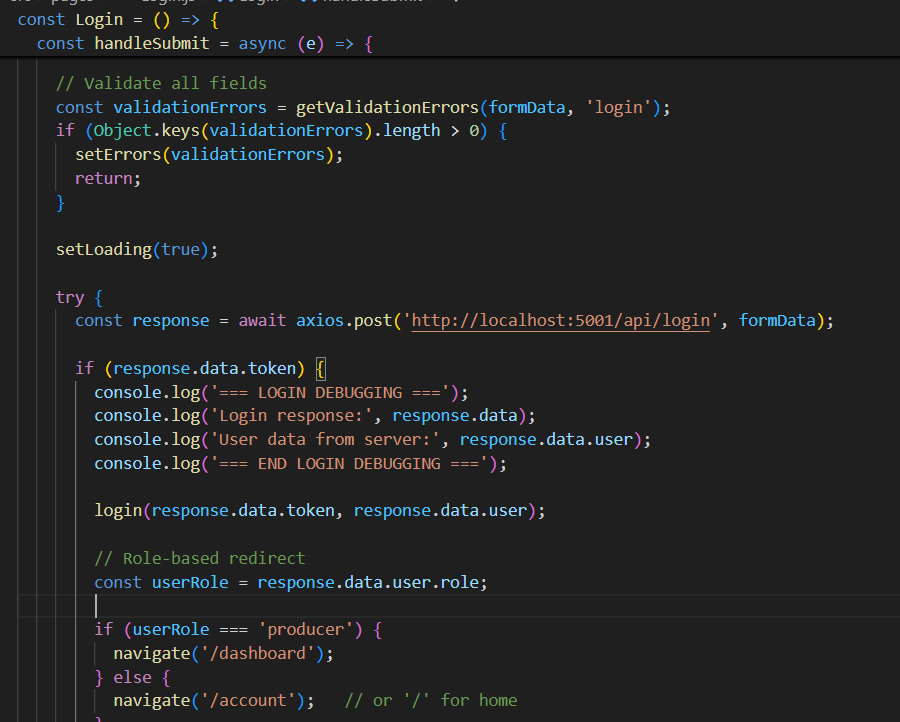 const Login = () => {
const handleSubmit = async (e) => {
// Validate all fields
const validationErrors = getValidationErrors(formData, 'login');
if (Object.keys(validationErrors).length > 0) {
setErrors(validationErrors);
return;
}
setLoading(true);
try {
const response = await axios.post('http://localhost:5001/api/login', formData);
if (response.data.token) {
console.log('=== LOGIN DEBUGGING ===');
console.log('Login response:', response.data);
console.log('User data from server:', response.data.user);
console.log('=== END LOGIN DEBUGGING ===');
login(response.data.token, response.data.user);
// Role-based redirect
const userRole = response.data.user.role;
if (userRole === 'producer') {
navigate('/dashboard');
} else {
navigate('/account');   // or '/' for home